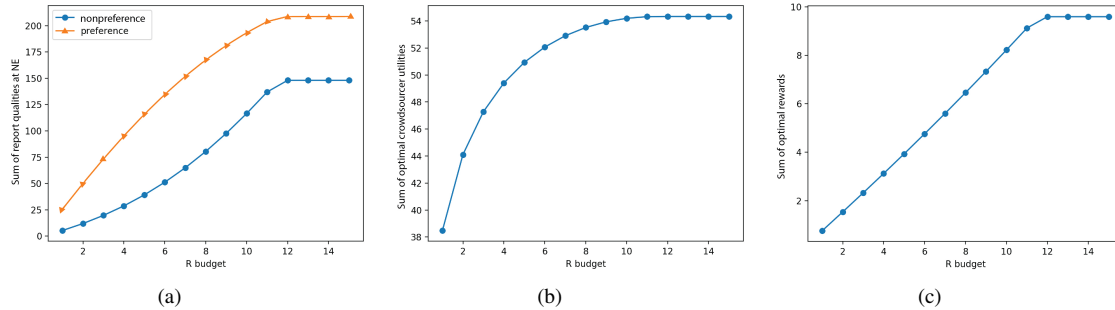 nonpreference
preference
200
175
150
125
100
75
50
25
0
Sum of report qualities at NE
2 4 6 8 10 12 14
R budget
(a)
54
52
50
48
46
44
42
40
38
Sum of optimal crowdsourcer utilities
2 4 6 8 10 12 14
R budget
(b)
10
8
6
4
2
Sum of optimal rewards
2 4 6 8 10 12 14
R budget
(c)